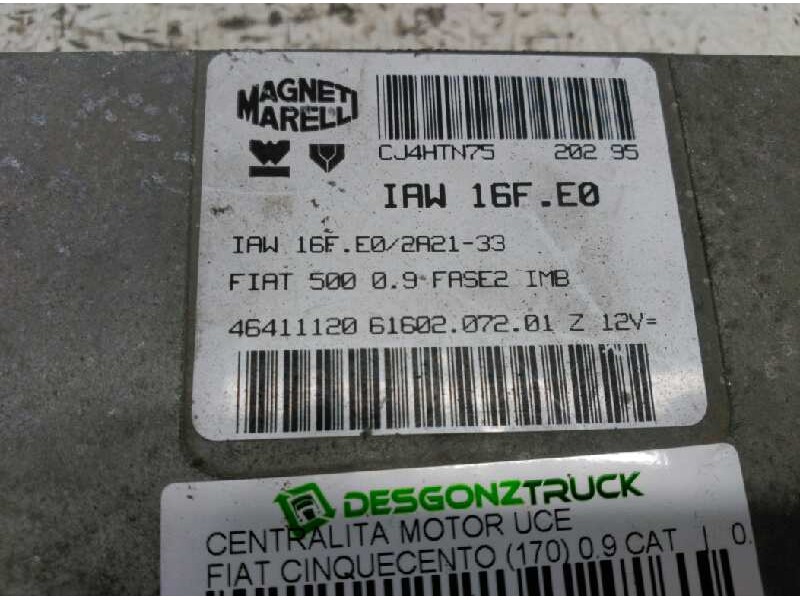 MAGNETI
MARELLI
CJ4HTN75 202 95
IAW 16F.E0
IAW 16F.E0/2A21-33
FIAT 500 0.9 FASE2 IMB
46411120 61602.072.01 Z 12V=
DESGONZTRUCK
CENTRALITA MOTOR UCE
FIAT CINQUECENTO (170) 0.9 CAT | 0.